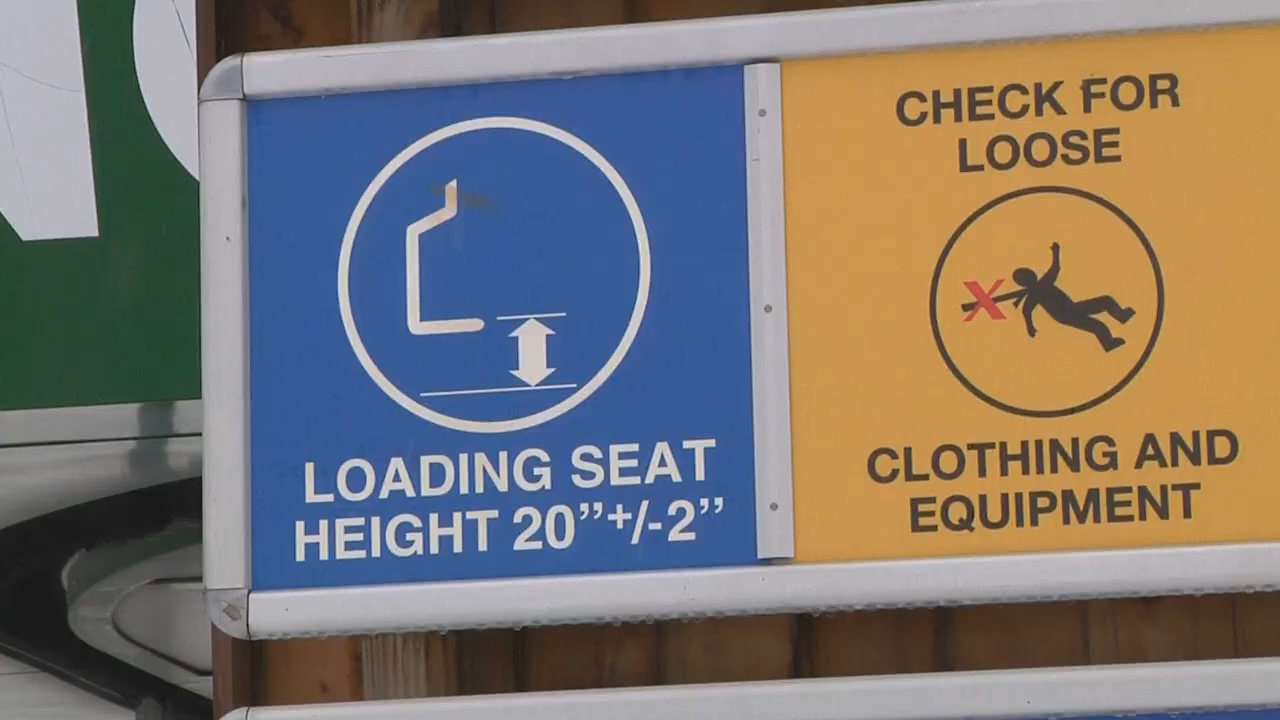 LOADING SEAT
HEIGHT 20”+/-2”
CHECK FOR
LOOSE
X
CLOTHING AND
EQUIPMENT